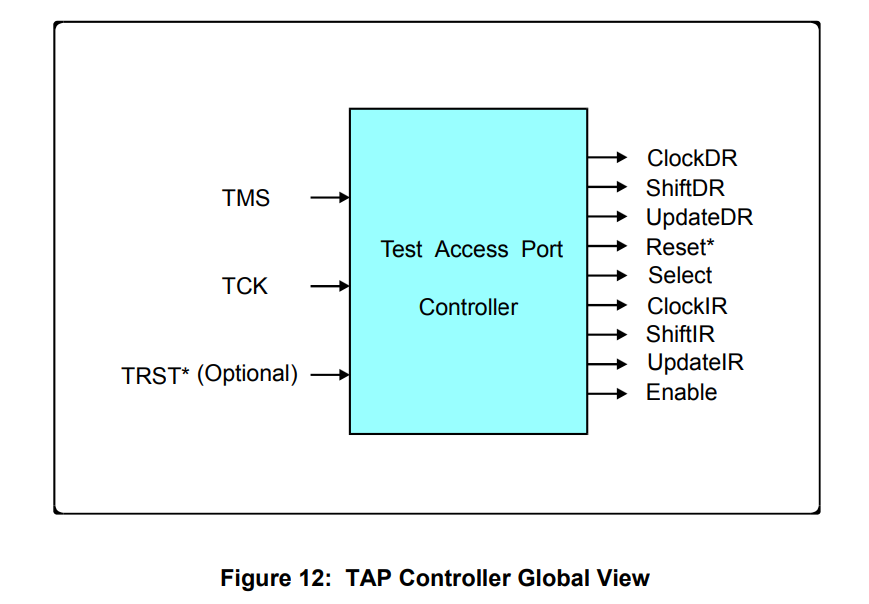 ClockDR
ShiftDR
TMS
UpdateDR
Test Access Port
Reset*
Select
TCK
Controller
ClockIR
ShiftIR
UpdateIR
TRST* (Optional)
Enable
Figure 12: TAP Controller Global View